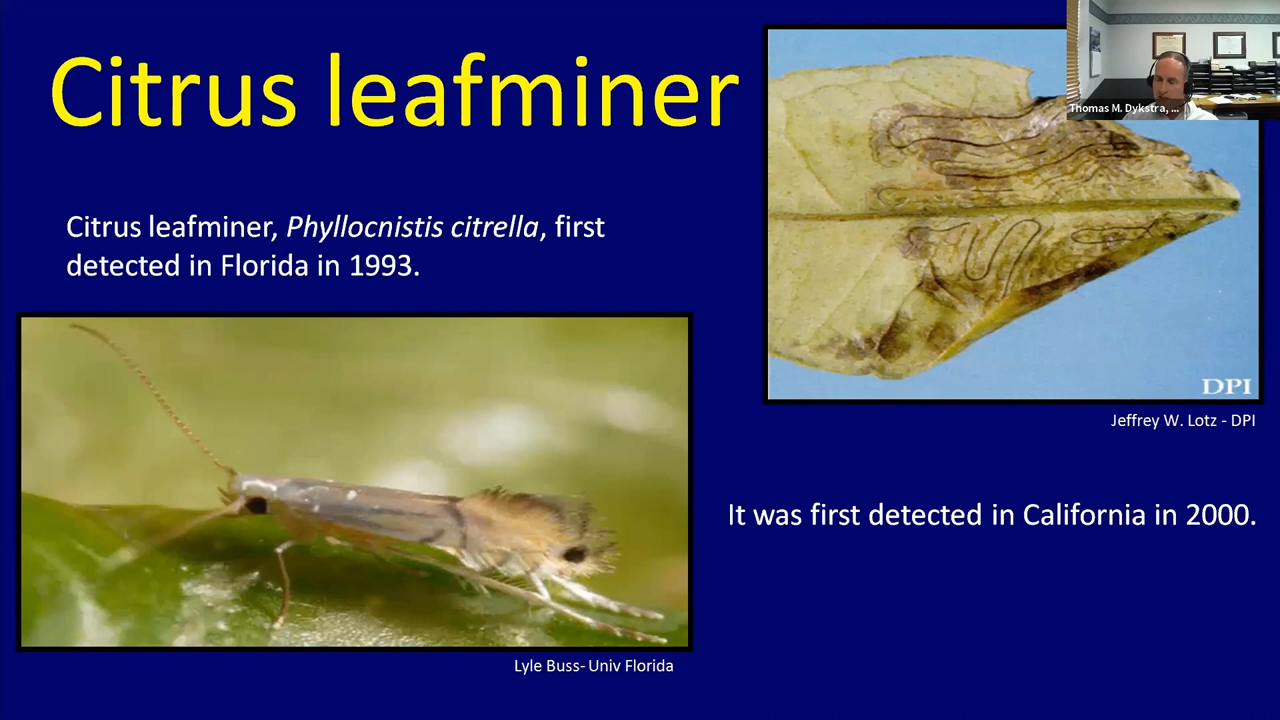 Citrus leafminer
Thomas M. Dykstra, ...
Citrus leafminer, Phyllocnistis citrella, first
detected in Florida in 1993.
DPI
Jeffrey W. Lotz - DPI
It was first detected in California in 2000.
Lyle Buss- Univ Florida